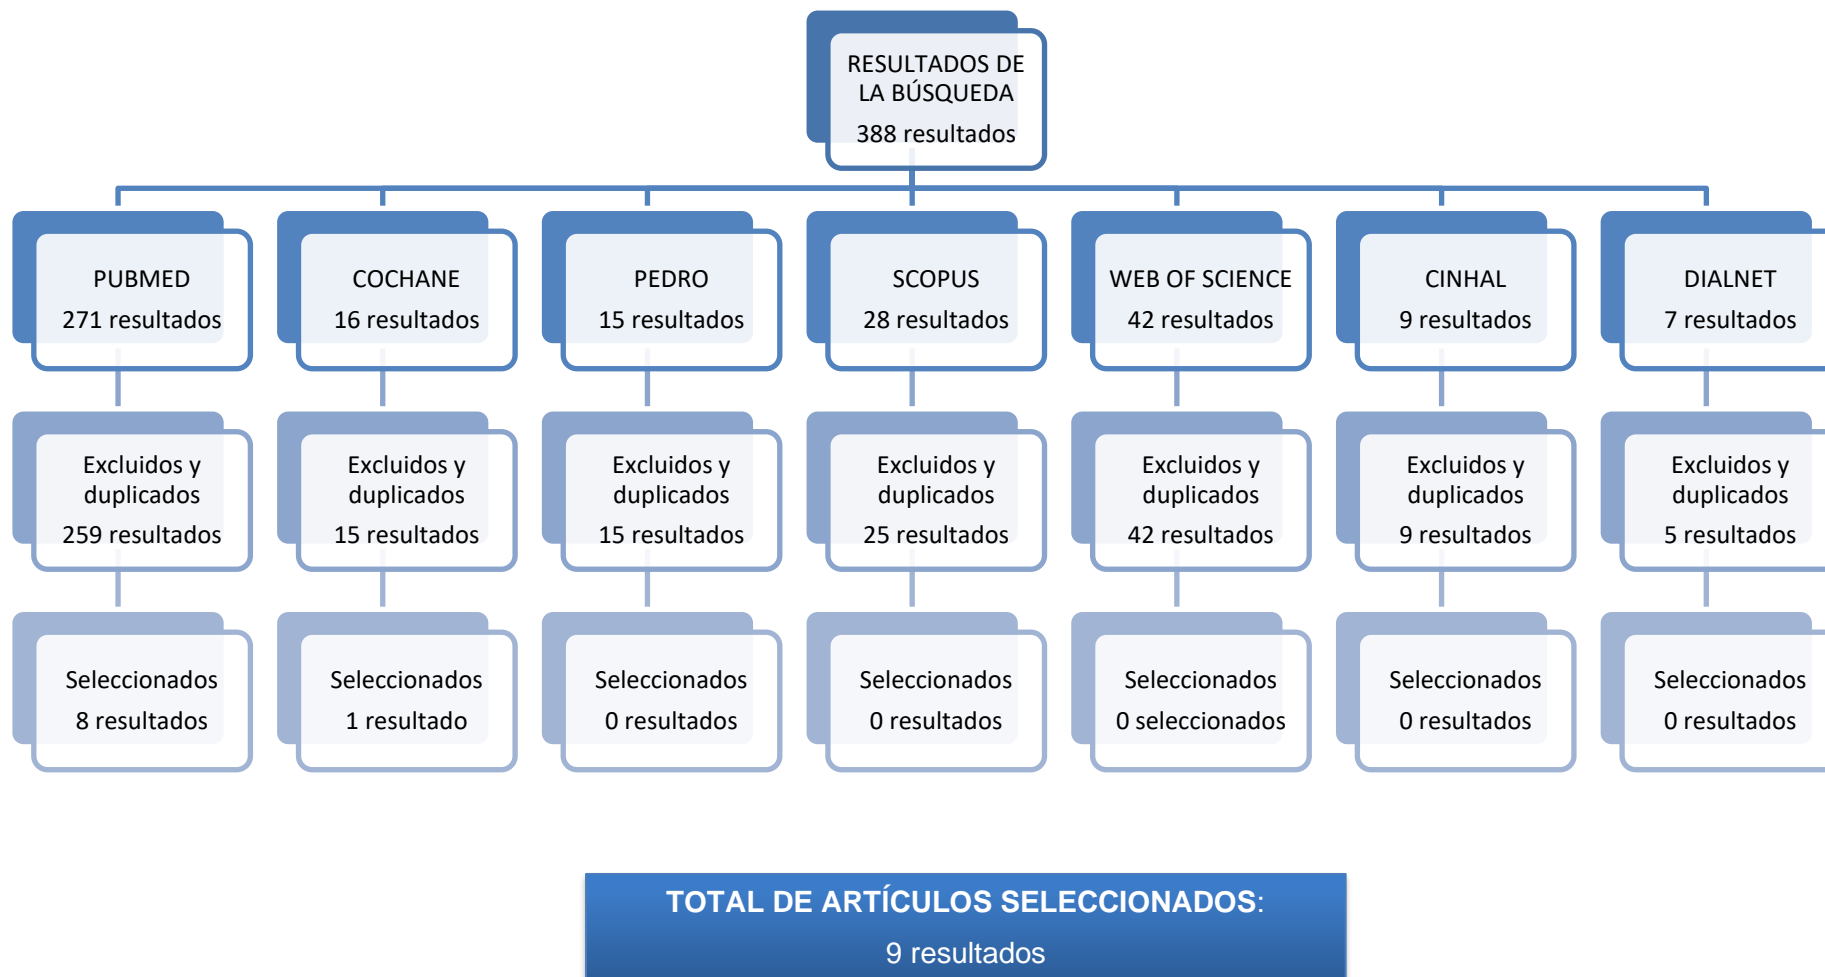 RESULTADOS DE
LA BÚSQUEDA
388 resultados
PUBMED
271 resultados
COCHANE
16 resultados
PEDRO
15 resultados
SCOPUS
28 resultados
WEB OF SCIENCE
42 resultados
CINHAL
9 resultados
DIALNET
7 resultados
Excluidos y
duplicados
259 resultados
Excluidos y
duplicados
15 resultados
Excluidos y
duplicados
15 resultados
Excluidos y
duplicados
25 resultados
Excluidos y
duplicados
42 resultados
Excluidos y
duplicados
9 resultados
Excluidos y
duplicados
5 resultados
Seleccionados
8 resultados
Seleccionados
1 resultado
Seleccionados
0 resultados
Seleccionados
0 resultados
Seleccionados
0 seleccionados
Seleccionados
0 resultados
Seleccionados
0 resultados
TOTAL DE ARTÍCULOS SELECCIONADOS:
9 resultados